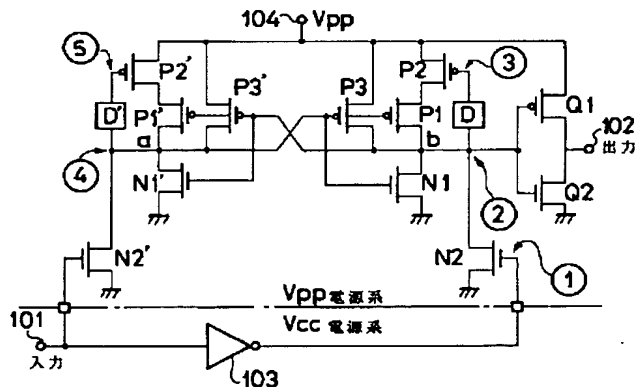 104 Vpp
⑤ P2' P3' P3 P2 ③
D' P1' P1 D Q1
④ a b 102
出力
N1' N1 ② Q2
N2' N2 ①
Vpp電源系
101 Vcc電源系
入力
103